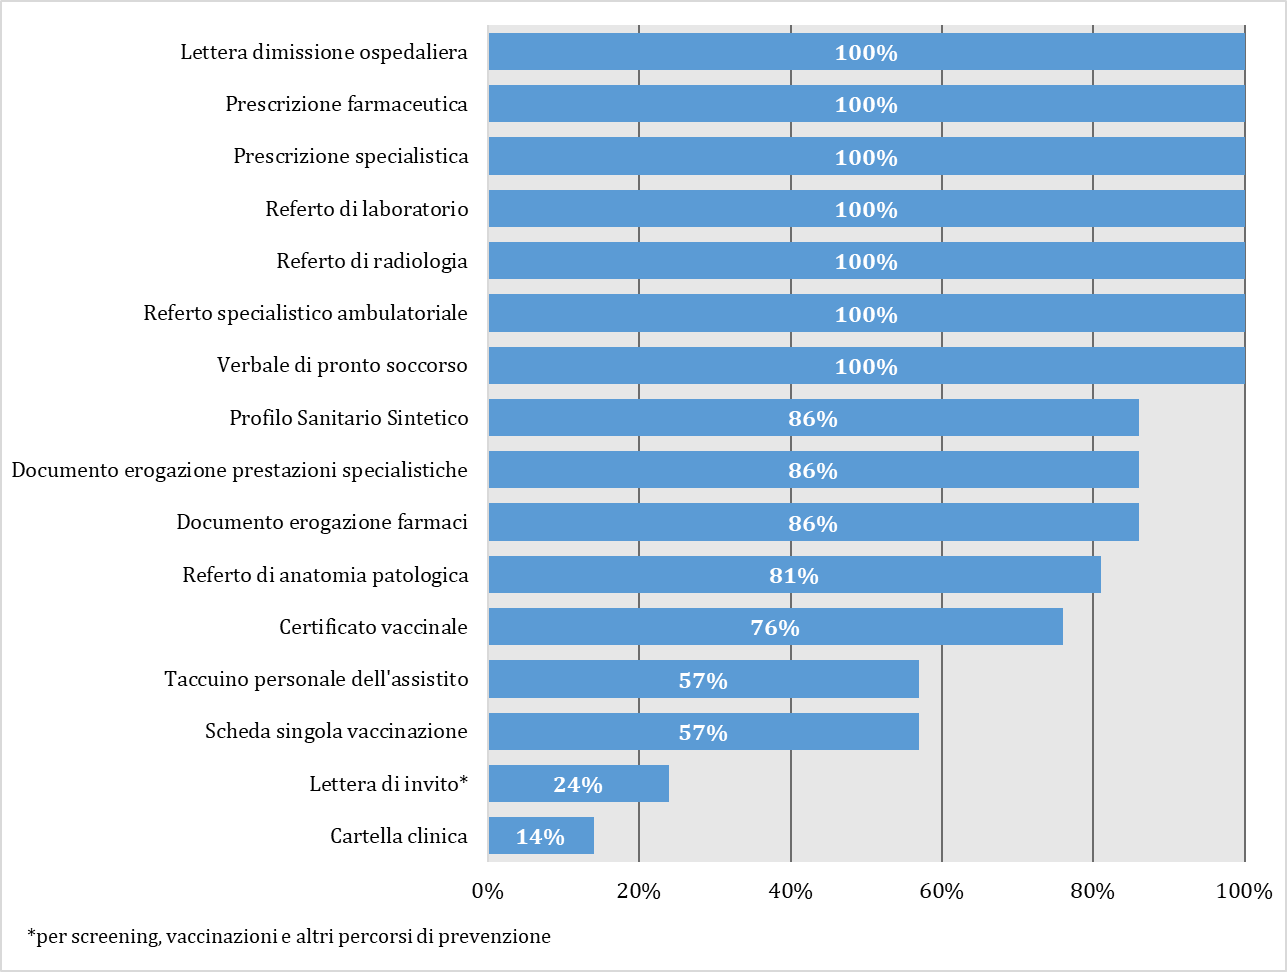 Lettera dimissione ospedaliera 100%
Prescrizione farmaceutica 100%
Prescrizione specialistica 100%
Referto di laboratorio 100%
Referto di radiologia 100%
Referto specialistico ambulatoriale 100%
Verbale di pronto soccorso 100%
Profilo Sanitario Sintetico 86%
Documento erogazione prestazioni specialistiche 86%
Documento erogazione farmaci 86%
Referto di anatomia patologica 81%
Certificato vaccinale 76%
Taccuino personale dell'assistito 57%
Scheda singola vaccinazione 57%
Lettera di invito* 24%
Cartella clinica 14%
0% 20% 40% 60% 80% 100%
*per screening, vaccinazioni e altri percorsi di prevenzione